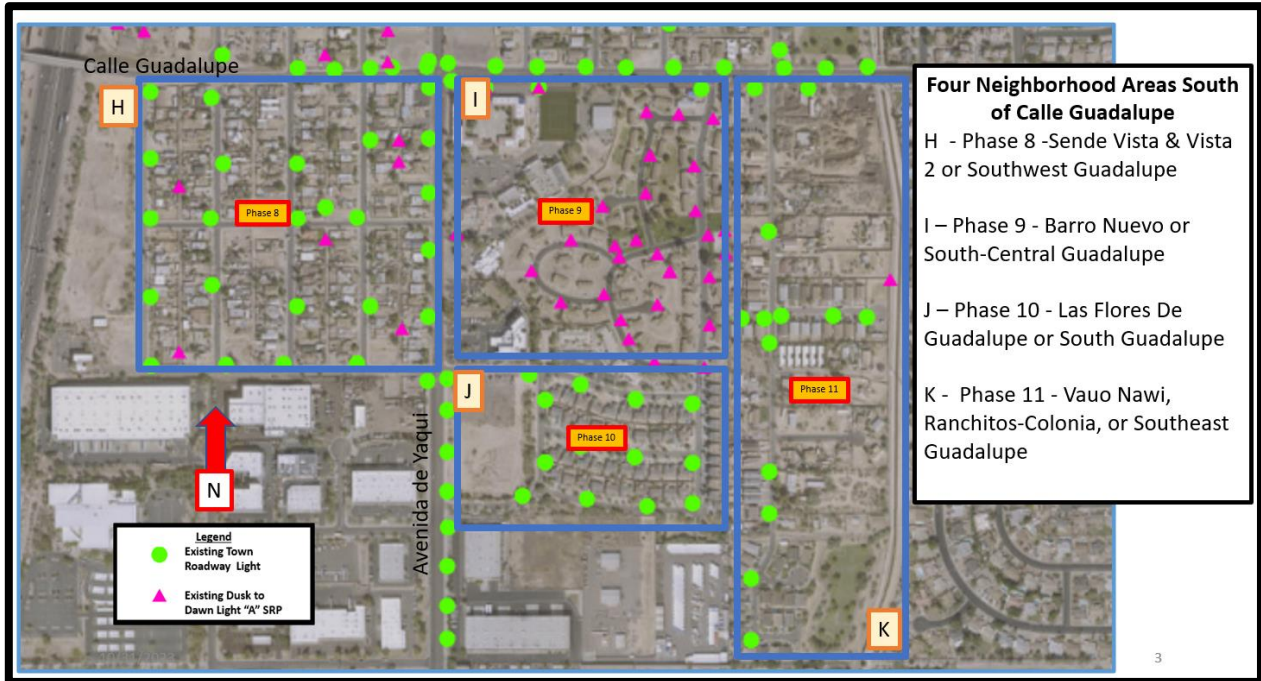 Calle Guadalupe
H
I
Phase 8
Phase 9
J
Phase 10
Phase 11
K
Avenida de Yaqui
N
Legend
Existing Town
Roadway Light
Existing Dusk to
Dawn Light “A” SRP
Four Neighborhood Areas South
of Calle Guadalupe
H - Phase 8 -Sende Vista & Vista
2 or Southwest Guadalupe
I – Phase 9 - Barro Nuevo or
South-Central Guadalupe
J – Phase 10 - Las Flores De
Guadalupe or South Guadalupe
K - Phase 11 - Vauo Nawi,
Ranchitos-Colonia, or Southeast
Guadalupe
3